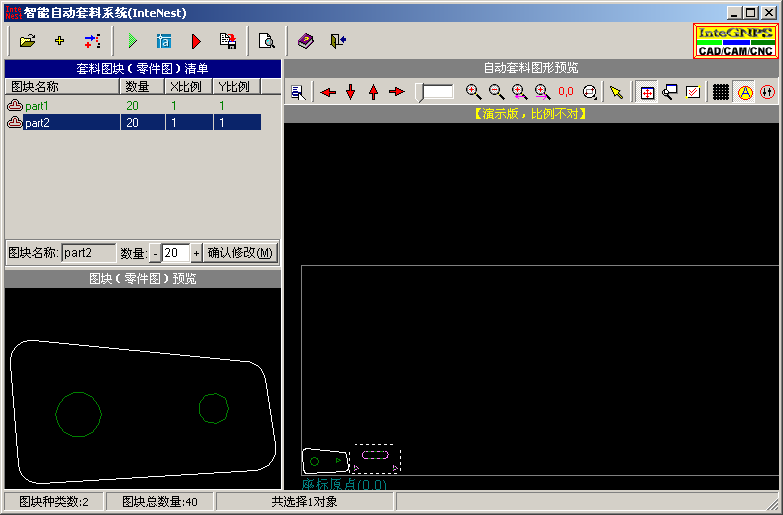 智能自动套料系统(InteNest)
InteGNPS
CAD/CAM/CNC
套料图块(零件图)清单
图块名称 数量 X比例 Y比例
part1 20 1 1
part2 20 1 1
图块名称: part2 数量: - 20 + 确认修改(M)
图块(零件图)预览
自动套料图形预览
0,0
【演示版,比例不对】
座标原点(0,0)
图块种类数:2 图块总数量:40 共选择1对象